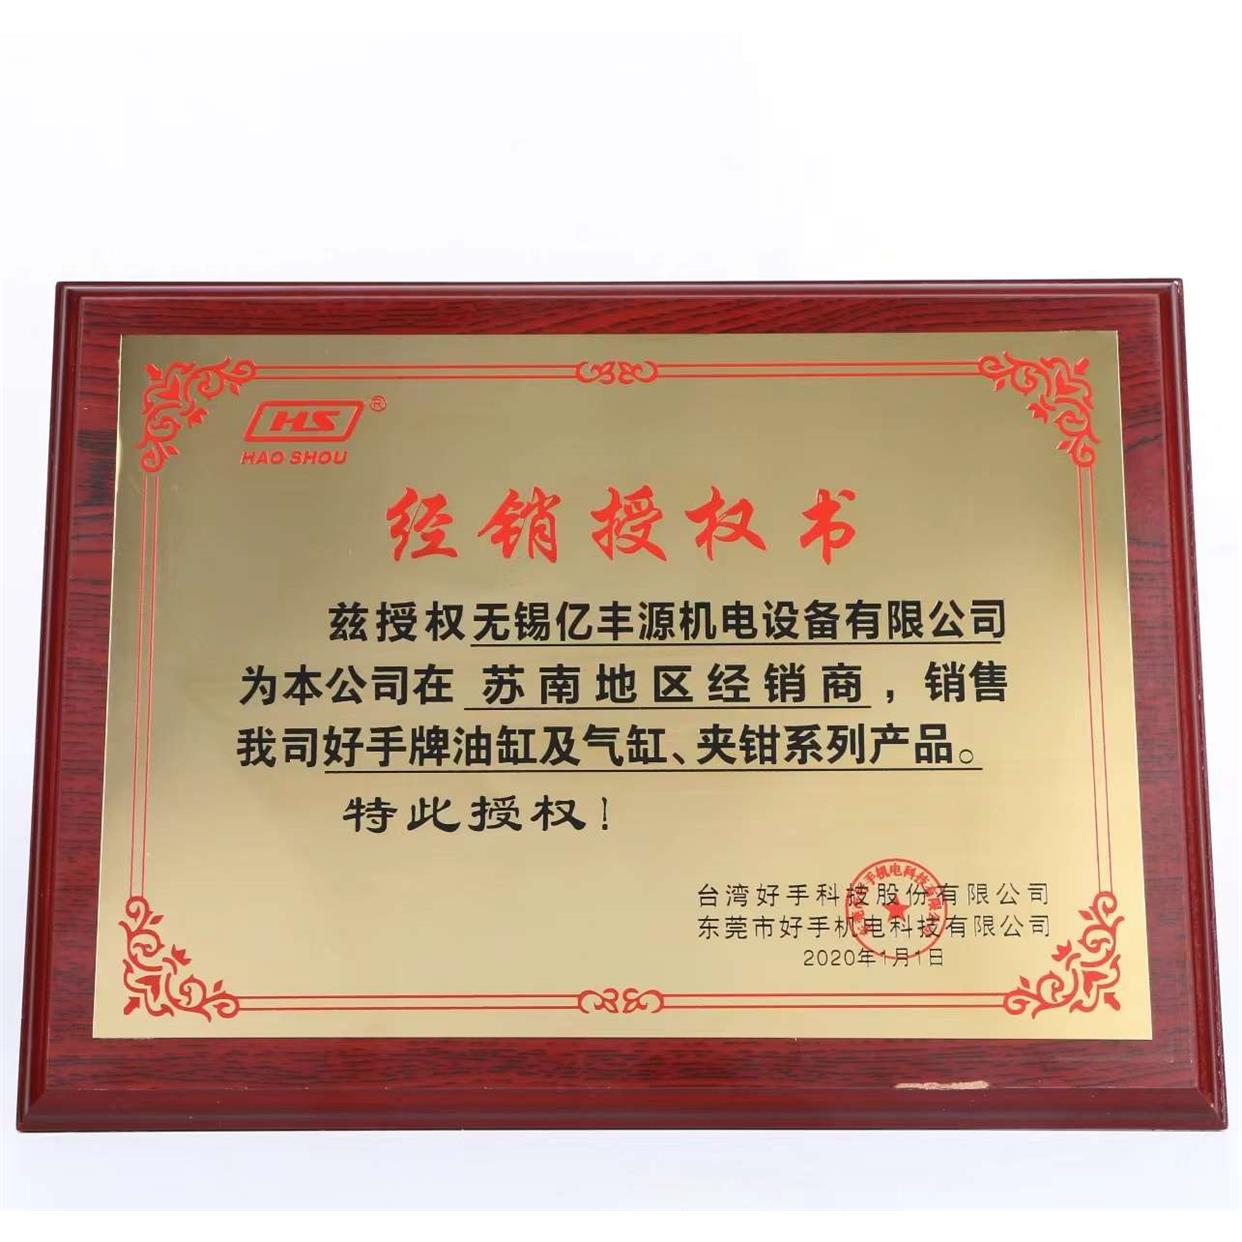 HS®
HAO SHOU
经销授权书
兹授权无锡亿丰源机电设备有限公司
为本公司在 苏南地区经销商 ，销售
我司好手牌油缸及气缸、夹钳系列产品。
特此授权！
台湾好手科技股份有限公司
东莞市好手机电科技有限公司
2020年1月1日